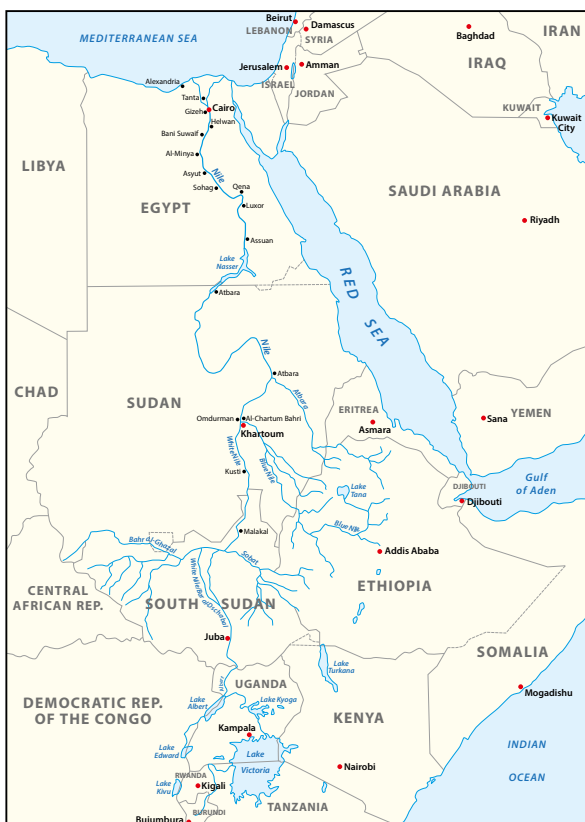 Beirut
LEBANON
Damascus
SYRIA
MEDITERRANEAN SEA
Baghdad
IRAN
IRAQ
Jerusalem
Amman
ISRAEL
JORDAN
Alexandria
Tanta
Gizeh
Cairo
Helwan
KUWAIT
Kuwait
City
Bani Suwaif
Al-Minya
LIBYA
Asyut
Nile
Sohag
Qena
SAUDI ARABIA
EGYPT
Luxor
Riyadh
Assuan
Lake
Nasser
RED SEA
Atbara
Nile
Atbara
CHAD
SUDAN
Atbara
Omdurman
Al-Chartum Bahri
Khartoum
ERITREA
Asmara
Sana
YEMEN
White Nile
Blue Nile
Kusti
Lake
Tana
DJIBOUTI
Djibouti
Gulf
of Aden
Malakal
Blue Nile
Bahr al-Ghazal
Sobat
Addis Ababa
CENTRAL
AFRICAN REP.
ETHIOPIA
SOUTH SUDAN
Juba
SOMALIA
Lake
Turkana
Mogadishu
UGANDA
Lake
Albert
Lake Kyoga
DEMOCRATIC REP.
OF THE CONGO
KENYA
Kampala
Lake
Edward
Lake
Victoria
INDIAN
OCEAN
Nairobi
RWANDA
Kigali
Lake
Kivu
BURUNDI
TANZANIA
Bujumbura